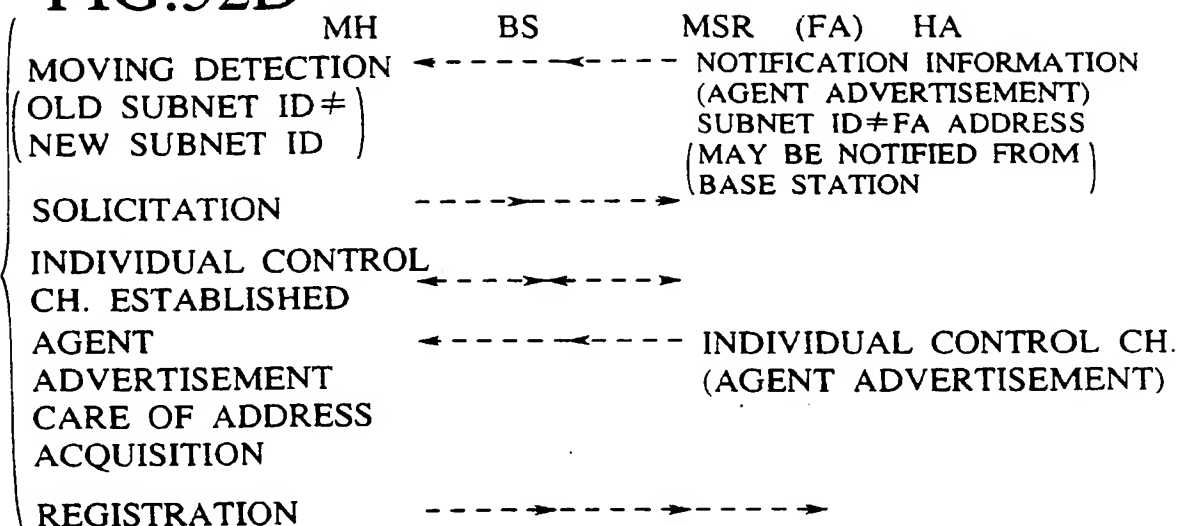 FIG.52D
MH BS MSR (FA) HA
MOVING DETECTION
(OLD SUBNET ID≠
NEW SUBNET ID)
NOTIFICATION INFORMATION
(AGENT ADVERTISEMENT)
SUBNET ID≠FA ADDRESS
(MAY BE NOTIFIED FROM
BASE STATION)
SOLICITATION
INDIVIDUAL CONTROL
CH. ESTABLISHED
AGENT
ADVERTISEMENT
CARE OF ADDRESS
ACQUISITION
INDIVIDUAL CONTROL CH.
(AGENT ADVERTISEMENT)
REGISTRATION